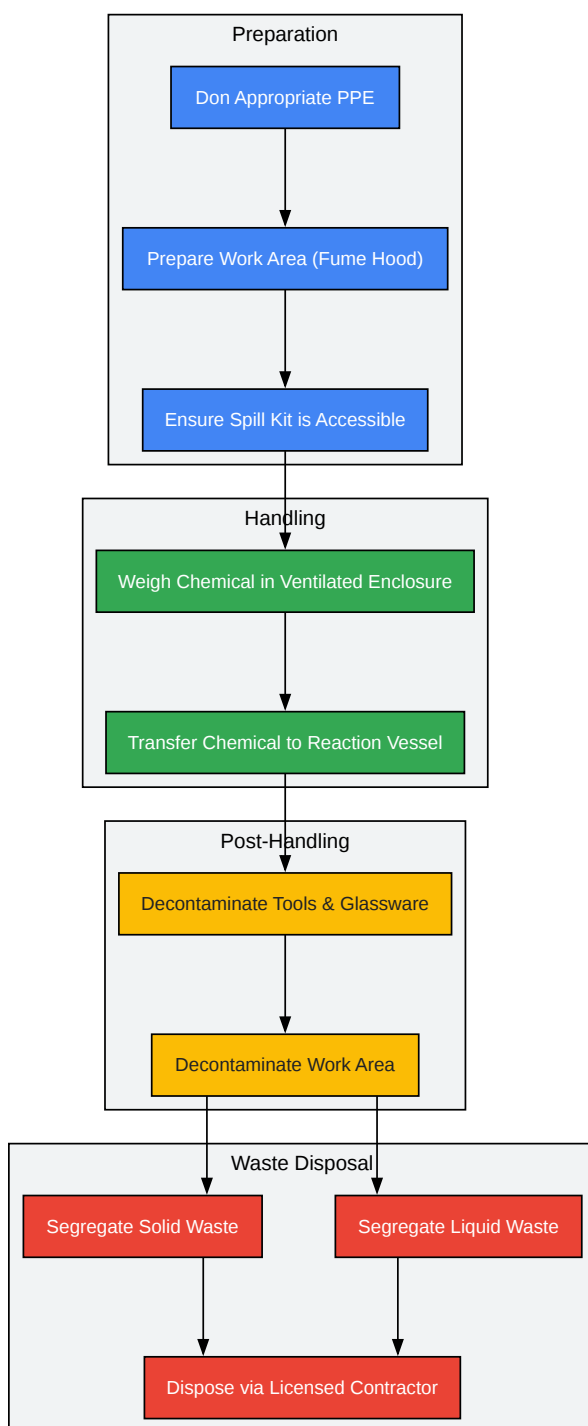 Preparation
Don Appropriate PPE
Prepare Work Area (Fume Hood)
Ensure Spill Kit is Accessible
Handling
Weigh Chemical in Ventilated Enclosure
Transfer Chemical to Reaction Vessel
Post-Handling
Decontaminate Tools & Glassware
Decontaminate Work Area
Waste Disposal
Segregate Solid Waste
Segregate Liquid Waste
Dispose via Licensed Contractor